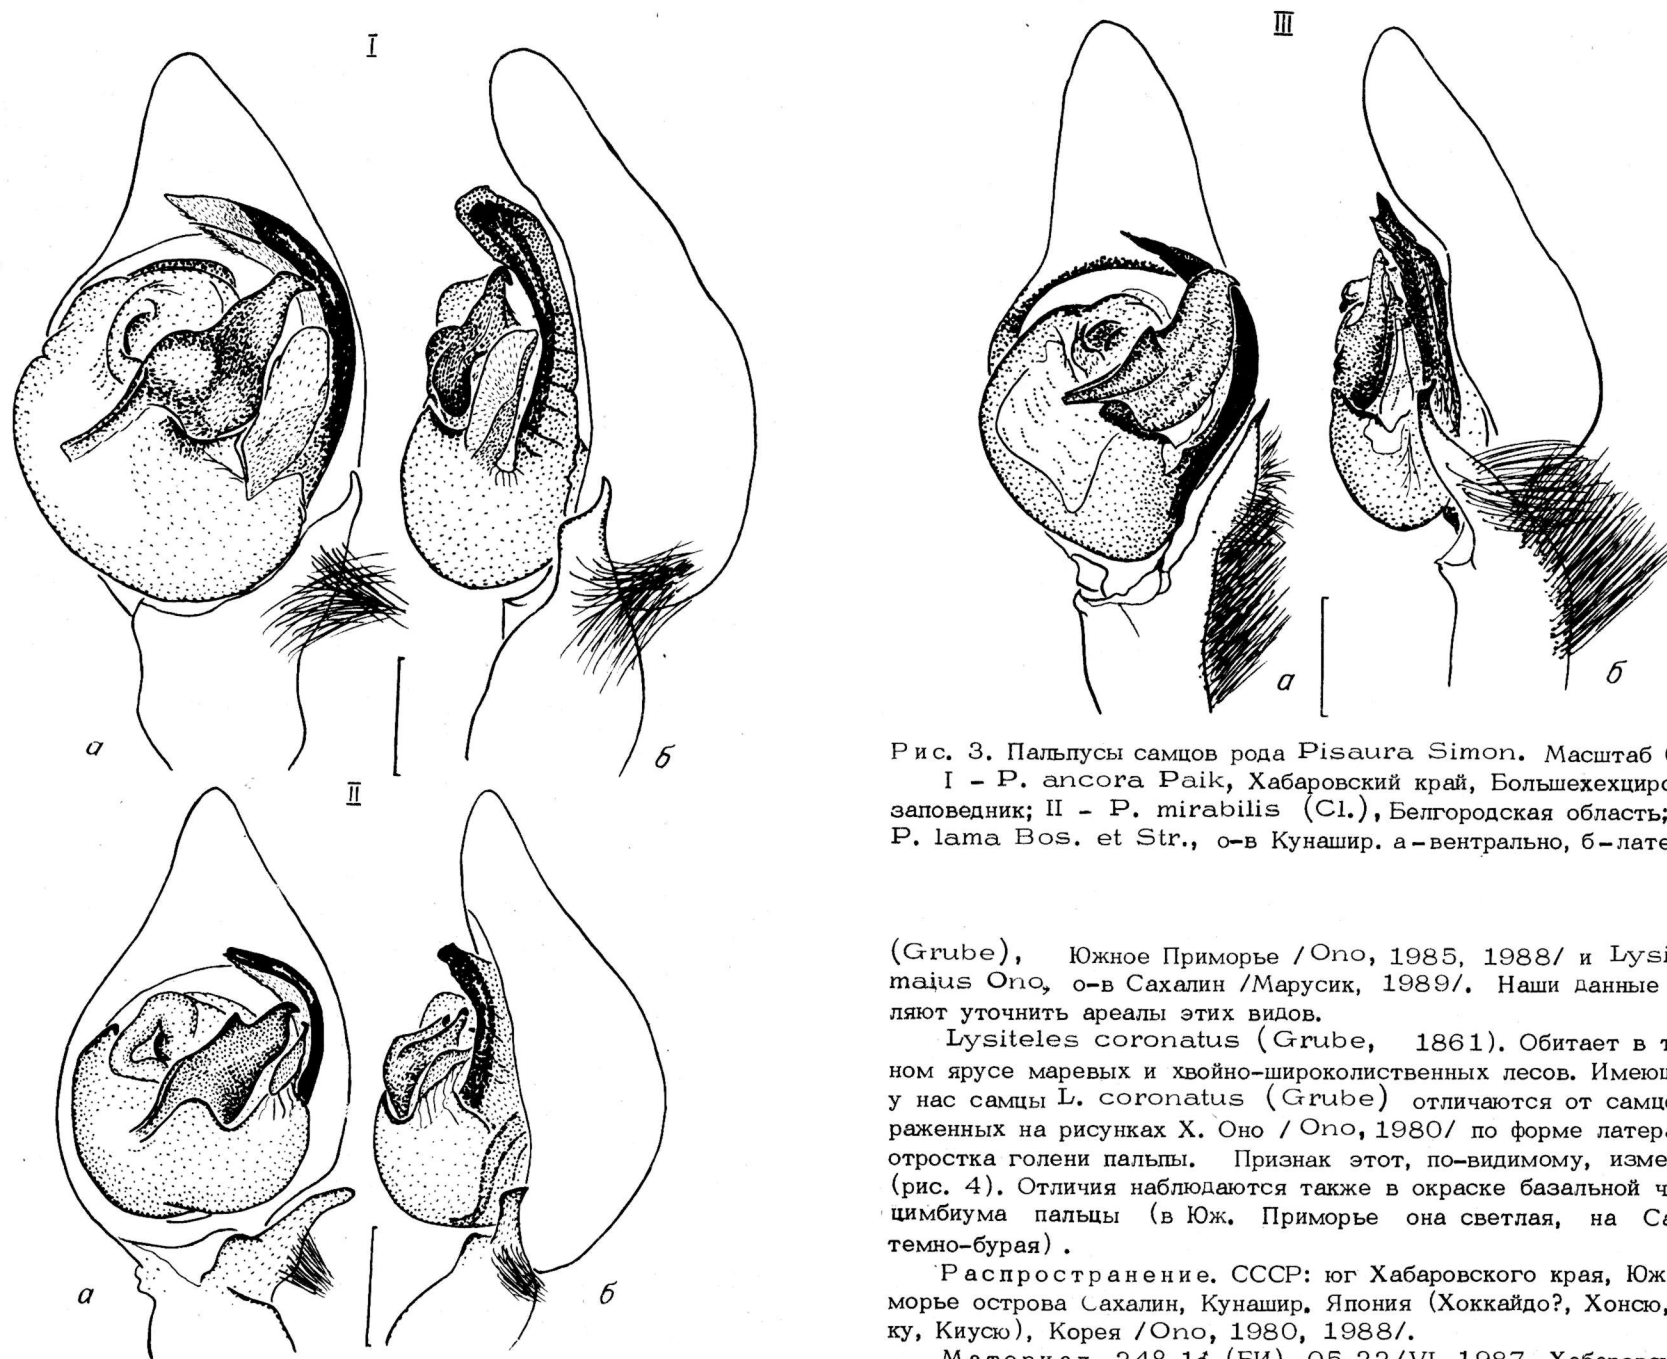 I
а
б
II
а
б
III
а
б
Рис. 3. Пальпусы самцов рода Pisaura Simon. Масштаб
I – P. ancora Paik, Хабаровский край, Большехехцирс
заповедник; II – P. mirabilis (Cl.), Белгородская область;
P. lama Bos. et Str., о-в Кунашир. а-вентрально, б-лате
(Grube), Южное Приморье /Ono, 1985, 1988/ и Lysi
maius Ono, о-в Сахалин /Марусик, 1989/. Наши данные
ляют уточнить ареалы этих видов.
Lysiteles coronatus (Grube, 1861). Обитает в т
ном ярусе маревых и хвойно-широколиственных лесов. Имеющ
у нас самцы L. coronatus (Grube) отличаются от самц
раженных на рисунках Х. Оно /Ono, 1980/ по форме латер
отростка голени пальпы. Признак этот, по-видимому, изме
(рис. 4). Отличия наблюдаются также в окраске базальной ч
цимбиума пальцы (в Юж. Приморье она светлая, на Са
темно-бурая).
Распространение. СССР: юг Хабаровского края, Юж
морье острова Сахалин, Кунашир. Япония (Хоккайдо?, Хонсю,
ку, Киусю), Корея /Ono, 1980, 1988/.